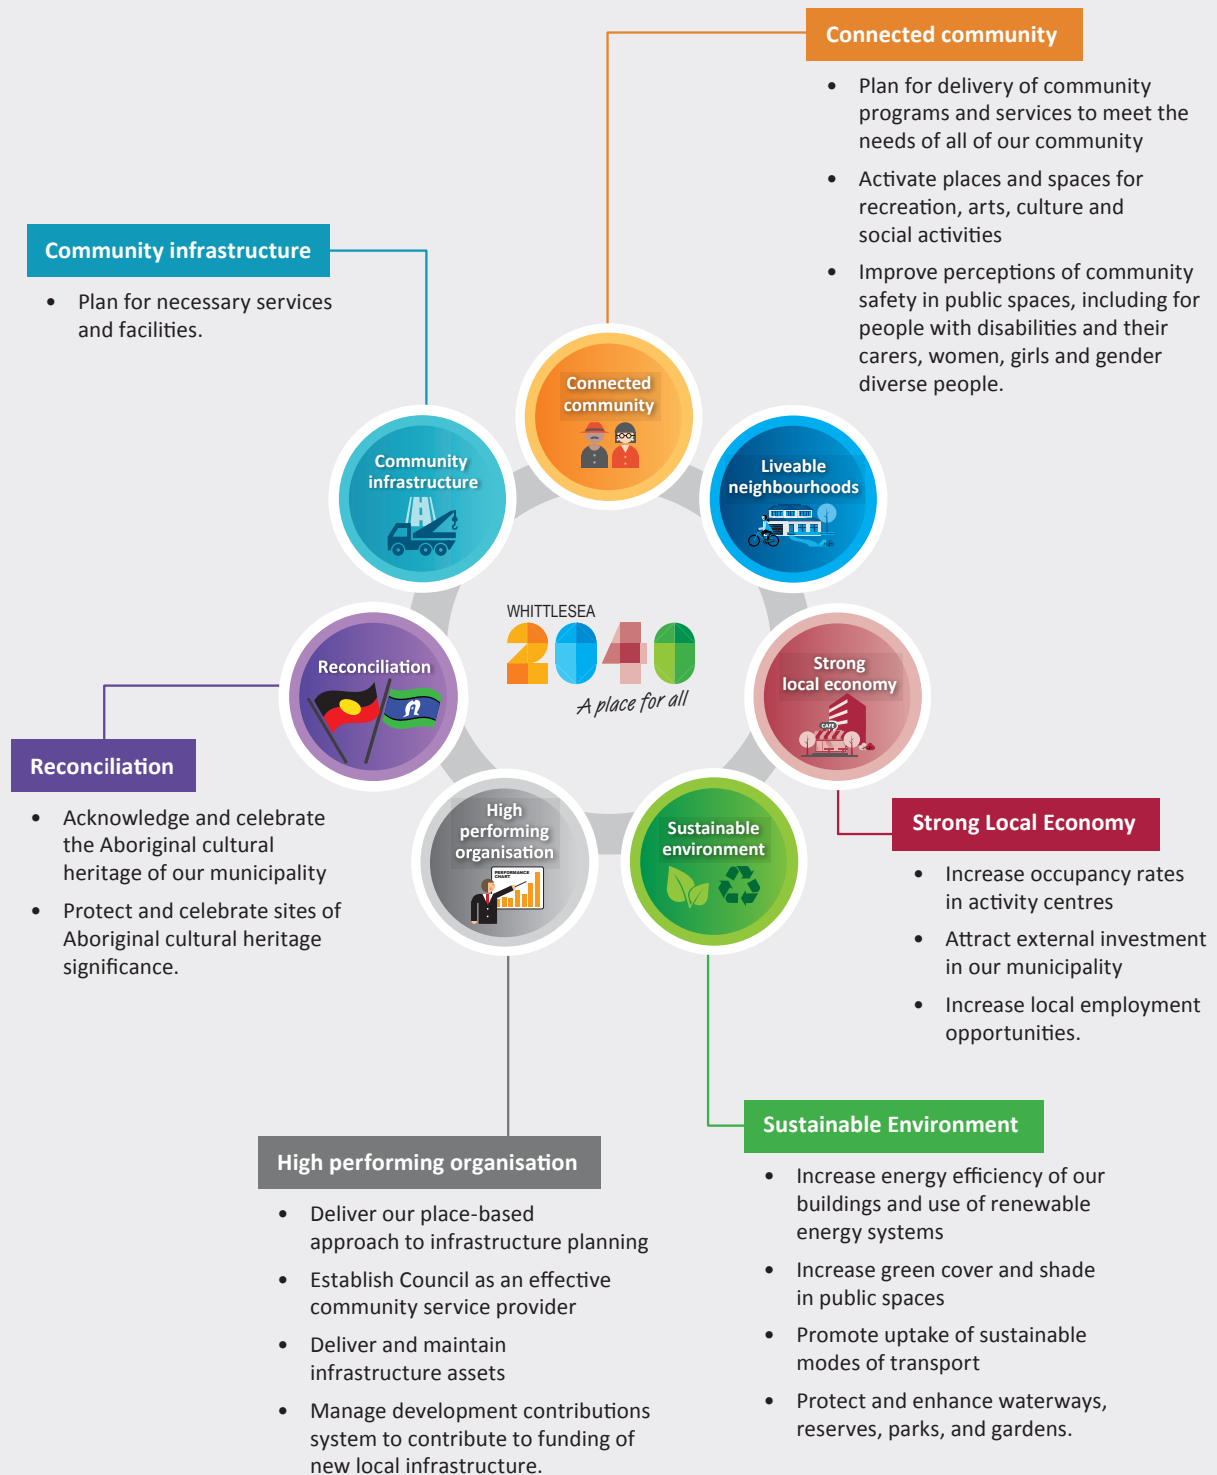 Connected community
• Plan for delivery of community
programs and services to meet the
needs of all of our community
• Activate places and spaces for
recreation, arts, culture and
social activities
• Improve perceptions of community
safety in public spaces, including for
people with disabilities and their
carers, women, girls and gender
diverse people.
Community infrastructure
• Plan for necessary services
and facilities.
Connected
community
Community
infrastructure
Liveable
neighbourhoods
WHITTLESEA
2040
A place for all
Reconciliation
Strong
local economy
CAFE
High
performing
organisation
PERFORMANCE
CHART
Sustainable
environment
Reconciliation
• Acknowledge and celebrate
the Aboriginal cultural
heritage of our municipality
• Protect and celebrate sites of
Aboriginal cultural heritage
significance.
Strong Local Economy
• Increase occupancy rates
in activity centres
• Attract external investment
in our municipality
• Increase local employment
opportunities.
High performing organisation
• Deliver our place-based
approach to infrastructure planning
• Establish Council as an effective
community service provider
• Deliver and maintain
infrastructure assets
• Manage development contributions
system to contribute to funding of
new local infrastructure.
Sustainable Environment
• Increase energy efficiency of our
buildings and use of renewable
energy systems
• Increase green cover and shade
in public spaces
• Promote uptake of sustainable
modes of transport
• Protect and enhance waterways,
reserves, parks, and gardens.